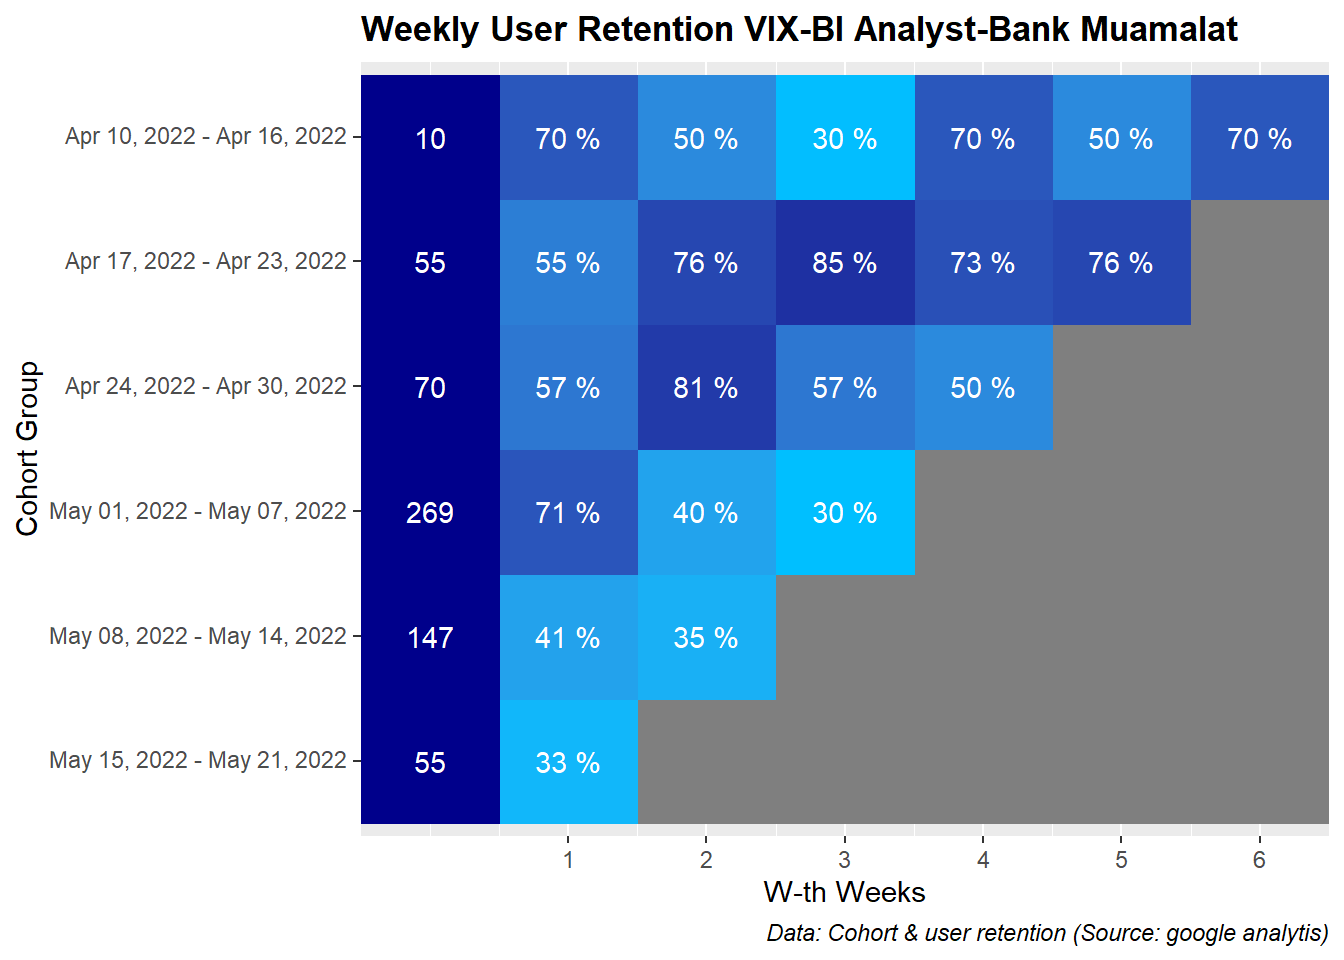 Weekly User Retention VIX-BI Analyst-Bank Muamalat
Cohort Group
Apr 10, 2022 - Apr 16, 2022 10 70 % 50 % 30 % 70 % 50 % 70 %
Apr 17, 2022 - Apr 23, 2022 55 55 % 76 % 85 % 73 % 76 %
Apr 24, 2022 - Apr 30, 2022 70 57 % 81 % 57 % 50 %
May 01, 2022 - May 07, 2022 269 71 % 40 % 30 %
May 08, 2022 - May 14, 2022 147 41 % 35 %
May 15, 2022 - May 21, 2022 55 33 %
1 2 3 4 5 6
W-th Weeks
Data: Cohort & user retention (Source: google analytis)